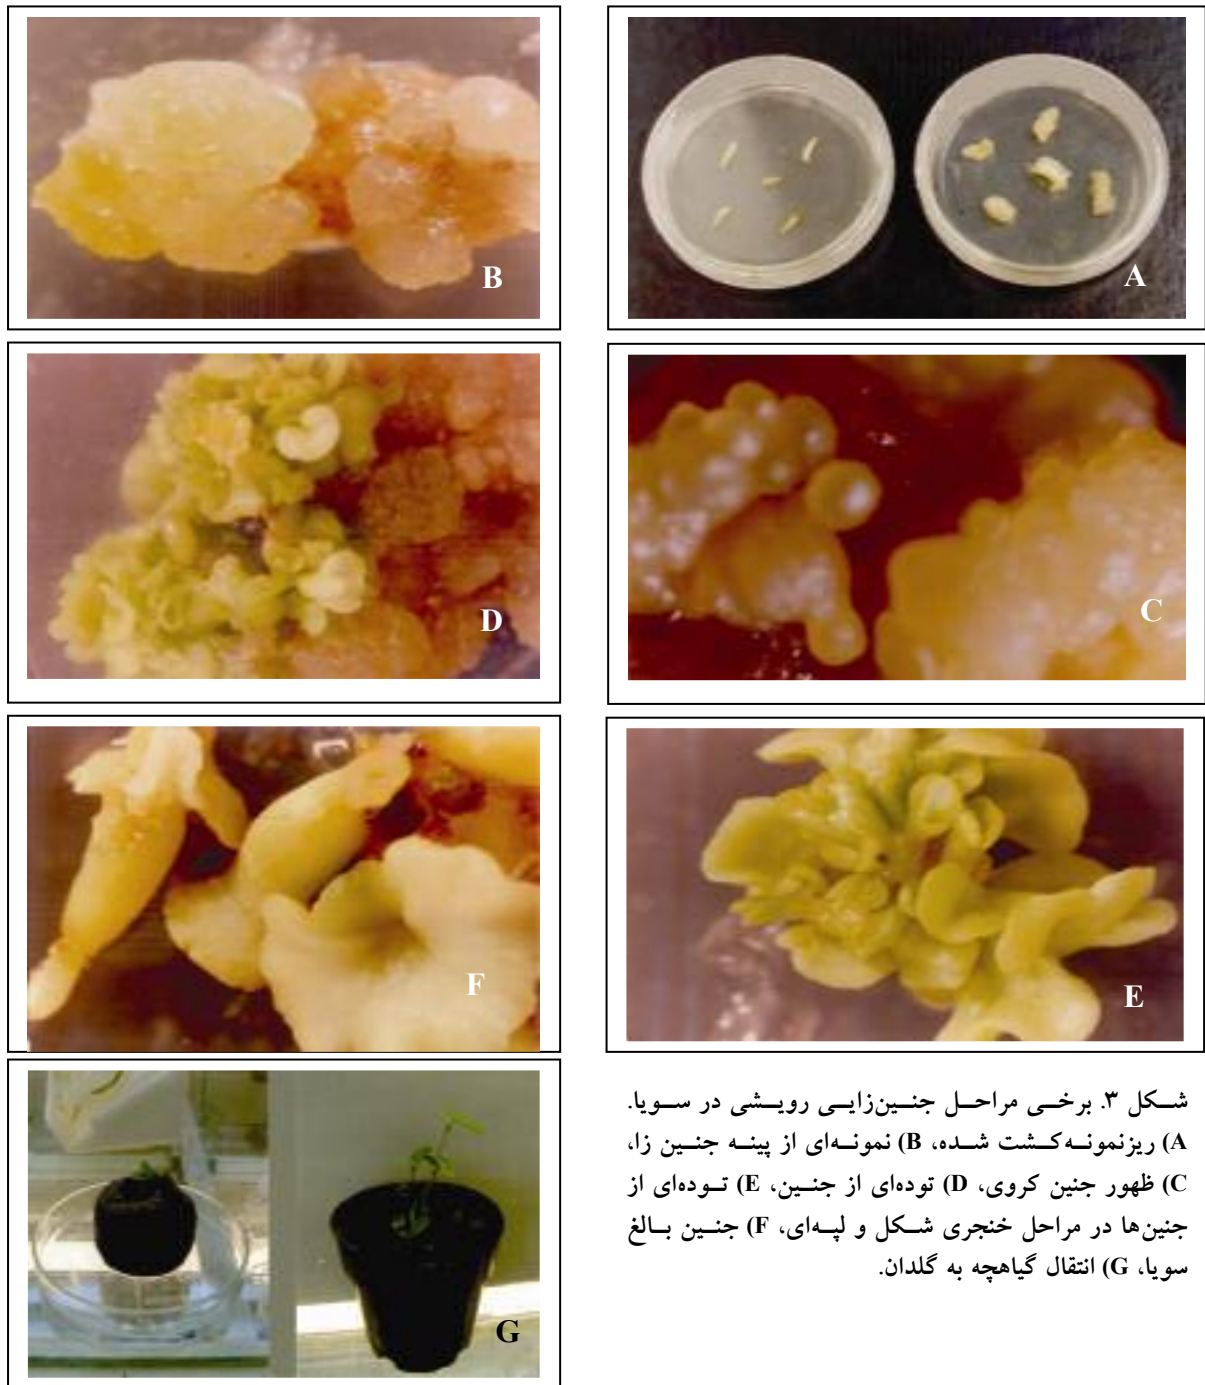 A
B
C
D
E
F
G
شکل ۳. برخی مراحل جنین‌زایی رویشی در سویا.
A) ریزنمونه‌کشت شده، B) نمونه‌ای از پینه جنین زا،
C) ظهور جنین کروی، D) توده‌ای از جنین، E) توده‌ای از
جنین‌ها در مراحل خنجری شکل و لپه‌ای، F) جنین بالغ
سویا، G) انتقال گیاهچه به گلدان.